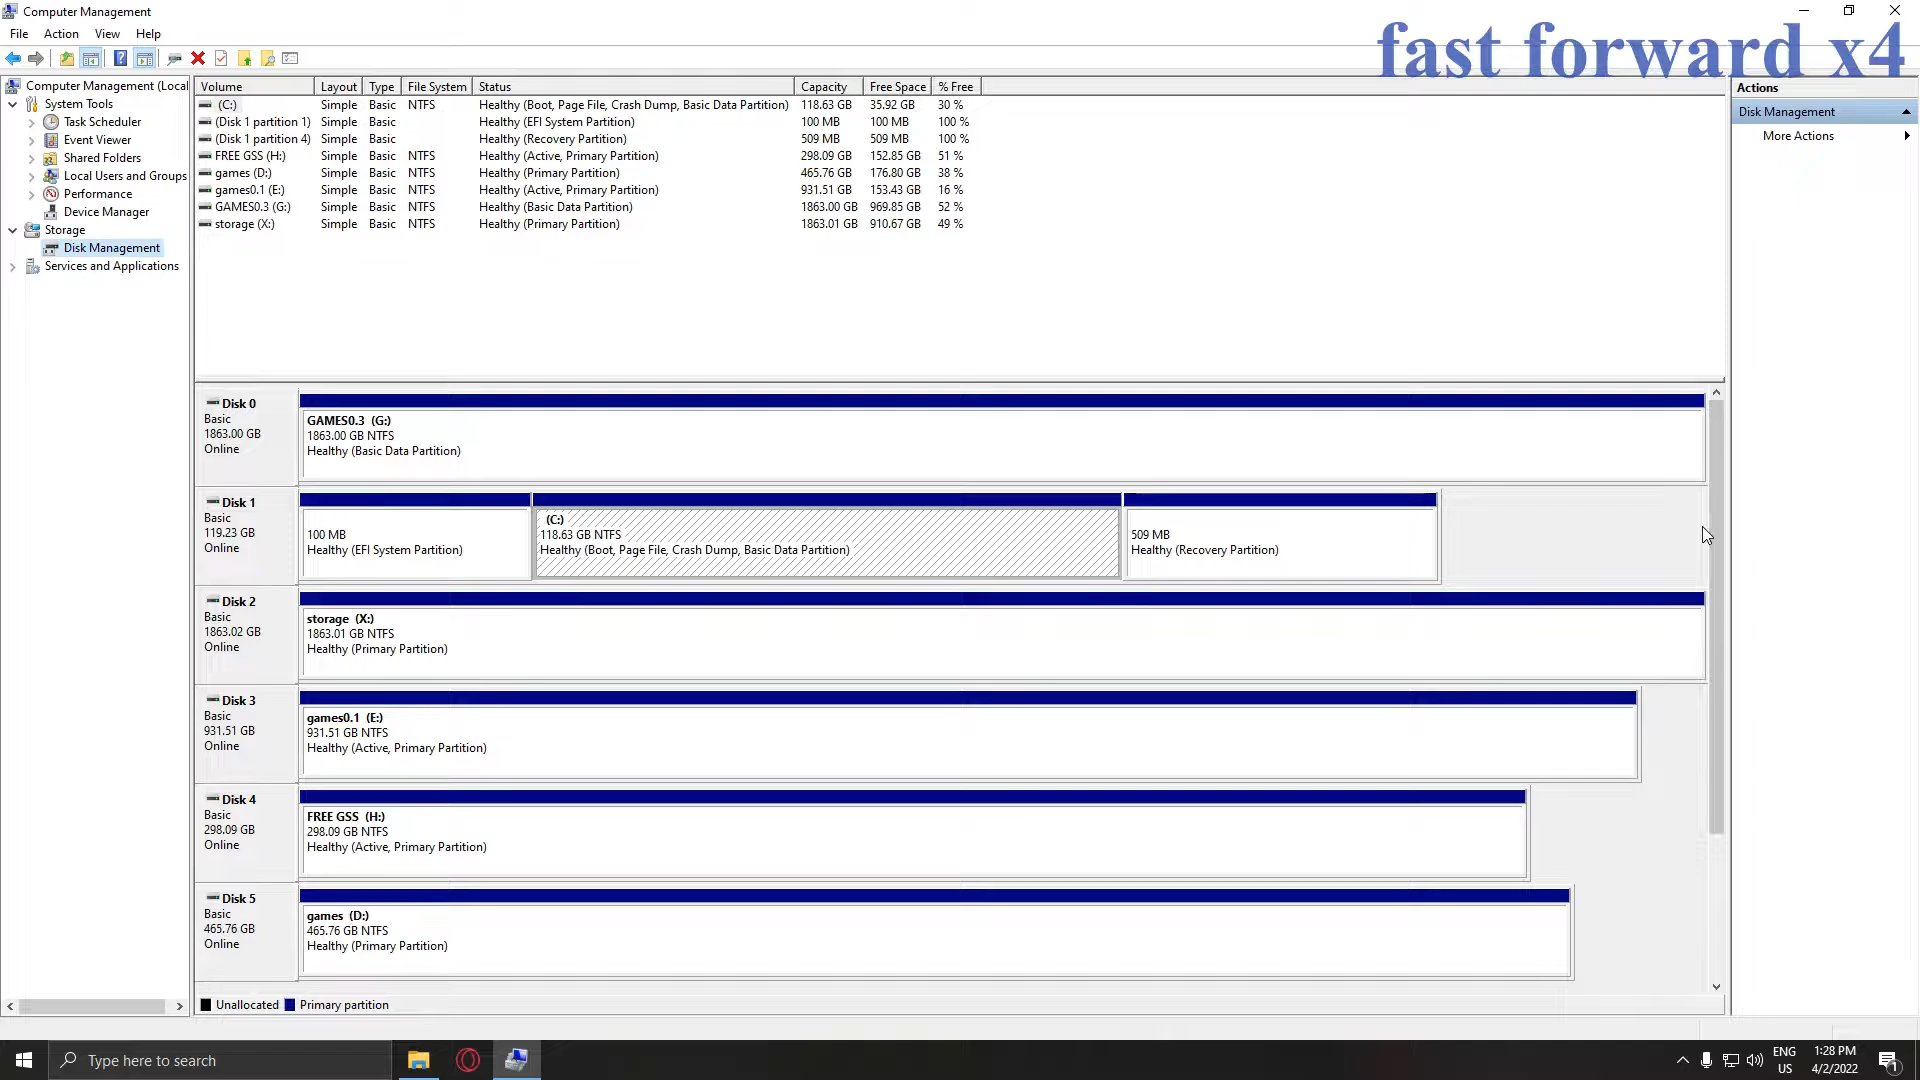 Computer Management
fast forward x4
File Action View Help
Computer Management (Local
System Tools
Task Scheduler
Event Viewer
Shared Folders
Local Users and Groups
Performance
Device Manager
Storage
Disk Management
Services and Applications
Volume Layout Type File System Status Capacity Free Space % Free
(C:) Simple Basic NTFS Healthy (Boot, Page File, Crash Dump, Basic Data Partition) 118.63 GB 35.92 GB 30 %
(Disk 1 partition 1) Simple Basic Healthy (EFI System Partition) 100 MB 100 MB 100 %
(Disk 1 partition 4) Simple Basic Healthy (Recovery Partition) 509 MB 509 MB 100 %
FREE GSS (H:) Simple Basic NTFS Healthy (Active, Primary Partition) 298.09 GB 152.85 GB 51 %
games (D:) Simple Basic NTFS Healthy (Primary Partition) 465.76 GB 176.80 GB 38 %
games0.1 (E:) Simple Basic NTFS Healthy (Active, Primary Partition) 931.51 GB 153.43 GB 16 %
GAMES0.3 (G:) Simple Basic NTFS Healthy (Basic Data Partition) 1863.00 GB 969.85 GB 52 %
storage (X:) Simple Basic NTFS Healthy (Primary Partition) 1863.01 GB 910.67 GB 49 %
Actions
Disk Management
More Actions
Disk 0
Basic
1863.00 GB
Online
GAMES0.3 (G:)
1863.00 GB NTFS
Healthy (Basic Data Partition)
Disk 1
Basic
119.23 GB
Online
100 MB
Healthy (EFI System Partition)
(C:)
118.63 GB NTFS
Healthy (Boot, Page File, Crash Dump, Basic Data Partition)
509 MB
Healthy (Recovery Partition)
Disk 2
Basic
1863.02 GB
Online
storage (X:)
1863.01 GB NTFS
Healthy (Primary Partition)
Disk 3
Basic
931.51 GB
Online
games0.1 (E:)
931.51 GB NTFS
Healthy (Active, Primary Partition)
Disk 4
Basic
298.09 GB
Online
FREE GSS (H:)
298.09 GB NTFS
Healthy (Active, Primary Partition)
Disk 5
Basic
465.76 GB
Online
games (D:)
465.76 GB NTFS
Healthy (Primary Partition)
Unallocated Primary partition
Type here to search
ENG
US
1:28 PM
4/2/2022
1